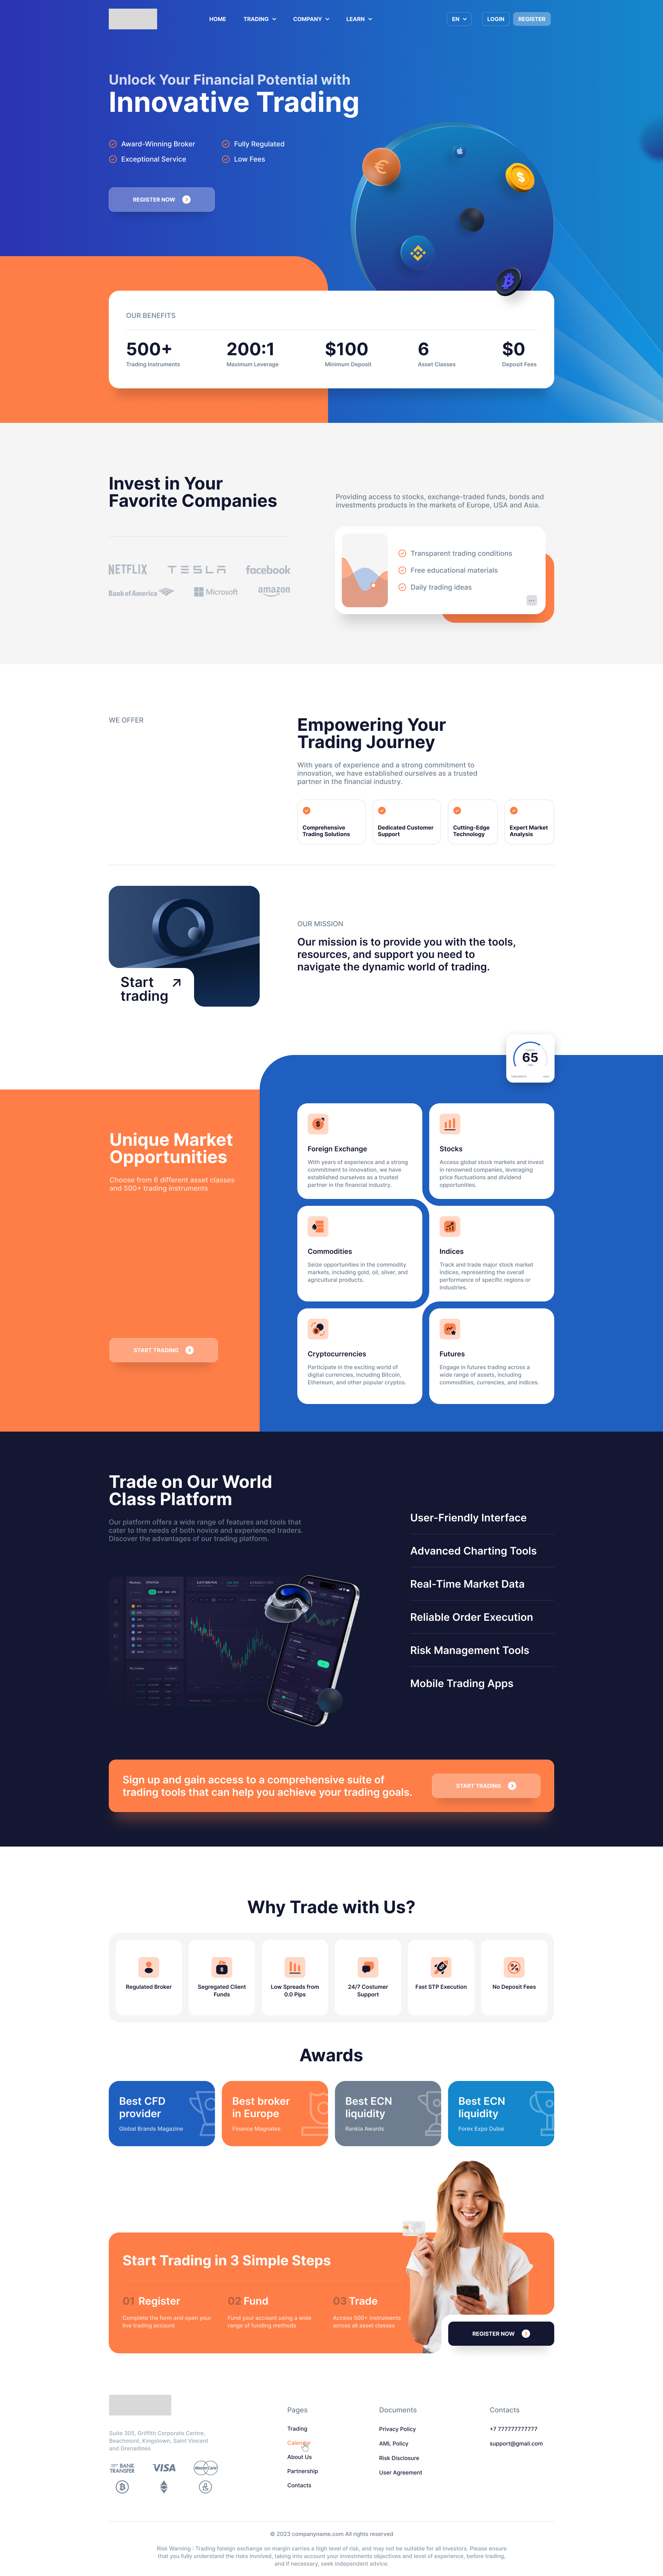 HOME TRADING COMPANY LEARN EN LOGIN REGISTER
Unlock Your Financial Potential with
Innovative Trading
Award-Winning Broker Fully Regulated
Exceptional Service Low Fees
REGISTER NOW
OUR BENEFITS
500+ 200:1 $100 6 $0
Trading Instruments Maximum Leverage Minimum Deposit Asset Classes Deposit Fees
Invest in Your
Favorite Companies
Providing access to stocks, exchange-traded funds, bonds and
investments products in the markets of Europe, USA and Asia.
NETFLIX TESLA facebook
Bank of America Microsoft amazon
Transparent trading conditions
Free educational materials
Daily trading ideas
WE OFFER
Empowering Your
Trading Journey
With years of experience and a strong commitment to
innovation, we have established ourselves as a trusted
partner in the financial industry.
Comprehensive
Trading Solutions
Dedicated Customer
Support
Cutting-Edge
Technology
Expert Market
Analysis
Start
trading
OUR MISSION
Our mission is to provide you with the tools,
resources, and support you need to
navigate the dynamic world of trading.
65
Unique Market
Opportunities
Choose from 6 different asset classes
and 500+ trading instruments
START TRADING
Foreign Exchange
With years of experience and a strong
commitment to innovation, we have
established ourselves as a trusted
partner in the financial industry.
Stocks
Access global stock markets and invest
in renowned companies, leveraging
price fluctuations and dividend
opportunities.
Commodities
Seize opportunities in the commodity
markets, including gold, oil, silver, and
agricultural products.
Indices
Track and trade major stock market
indices, representing the overall
performance of specific regions or
industries.
Cryptocurrencies
Participate in the exciting world of
digital currencies, including Bitcoin,
Ethereum, and other popular cryptos.
Futures
Engage in futures trading across a
wide range of assets, including
commodities, currencies, and indices.
Trade on Our World
Class Platform
Our platform offers a wide range of features and tools that
cater to the needs of both novice and experienced traders.
Discover the advantages of our trading platform.
User-Friendly Interface
Advanced Charting Tools
Real-Time Market Data
Reliable Order Execution
Risk Management Tools
Mobile Trading Apps
Sign up and gain access to a comprehensive suite of
trading tools that can help you achieve your trading goals.
START TRADING
Why Trade with Us?
Regulated Broker
Segregated Client
Funds
Low Spreads from
0.0 Pips
24/7 Costumer
Support
Fast STP Execution
No Deposit Fees
Awards
Best CFD
provider
Global Brands Magazine
Best broker
in Europe
Finance Magnates
Best ECN
liquidity
Rankia Awards
Best ECN
liquidity
Forex Expo Dubai
Start Trading in 3 Simple Steps
01 Register
Complete the form and open your
live trading account
02 Fund
Fund your account using a wide
range of funding methods
03 Trade
Access 500+ instruments
across all asset classes
REGISTER NOW
Suite 305, Griffith Corporate Centre,
Beachmont, Kingstown, Saint Vincent
and Grenadines
BANK
TRANSFER
VISA
MasterCard
Pages
Trading
Calendar
About Us
Partnership
Contacts
Documents
Privacy Policy
AML Policy
Risk Disclosure
User Agreement
Contacts
+7 777777777777
support@gmail.com
© 2023 companyname.com All rights reserved
Risk Warning : Trading foreign exchange on margin carries a high level of risk, and may not be suitable for all investors. Please ensure
that you fully understand the risks involved, taking into account your investments objectives and level of experience, before trading,
and if necessary, seek independent advice.